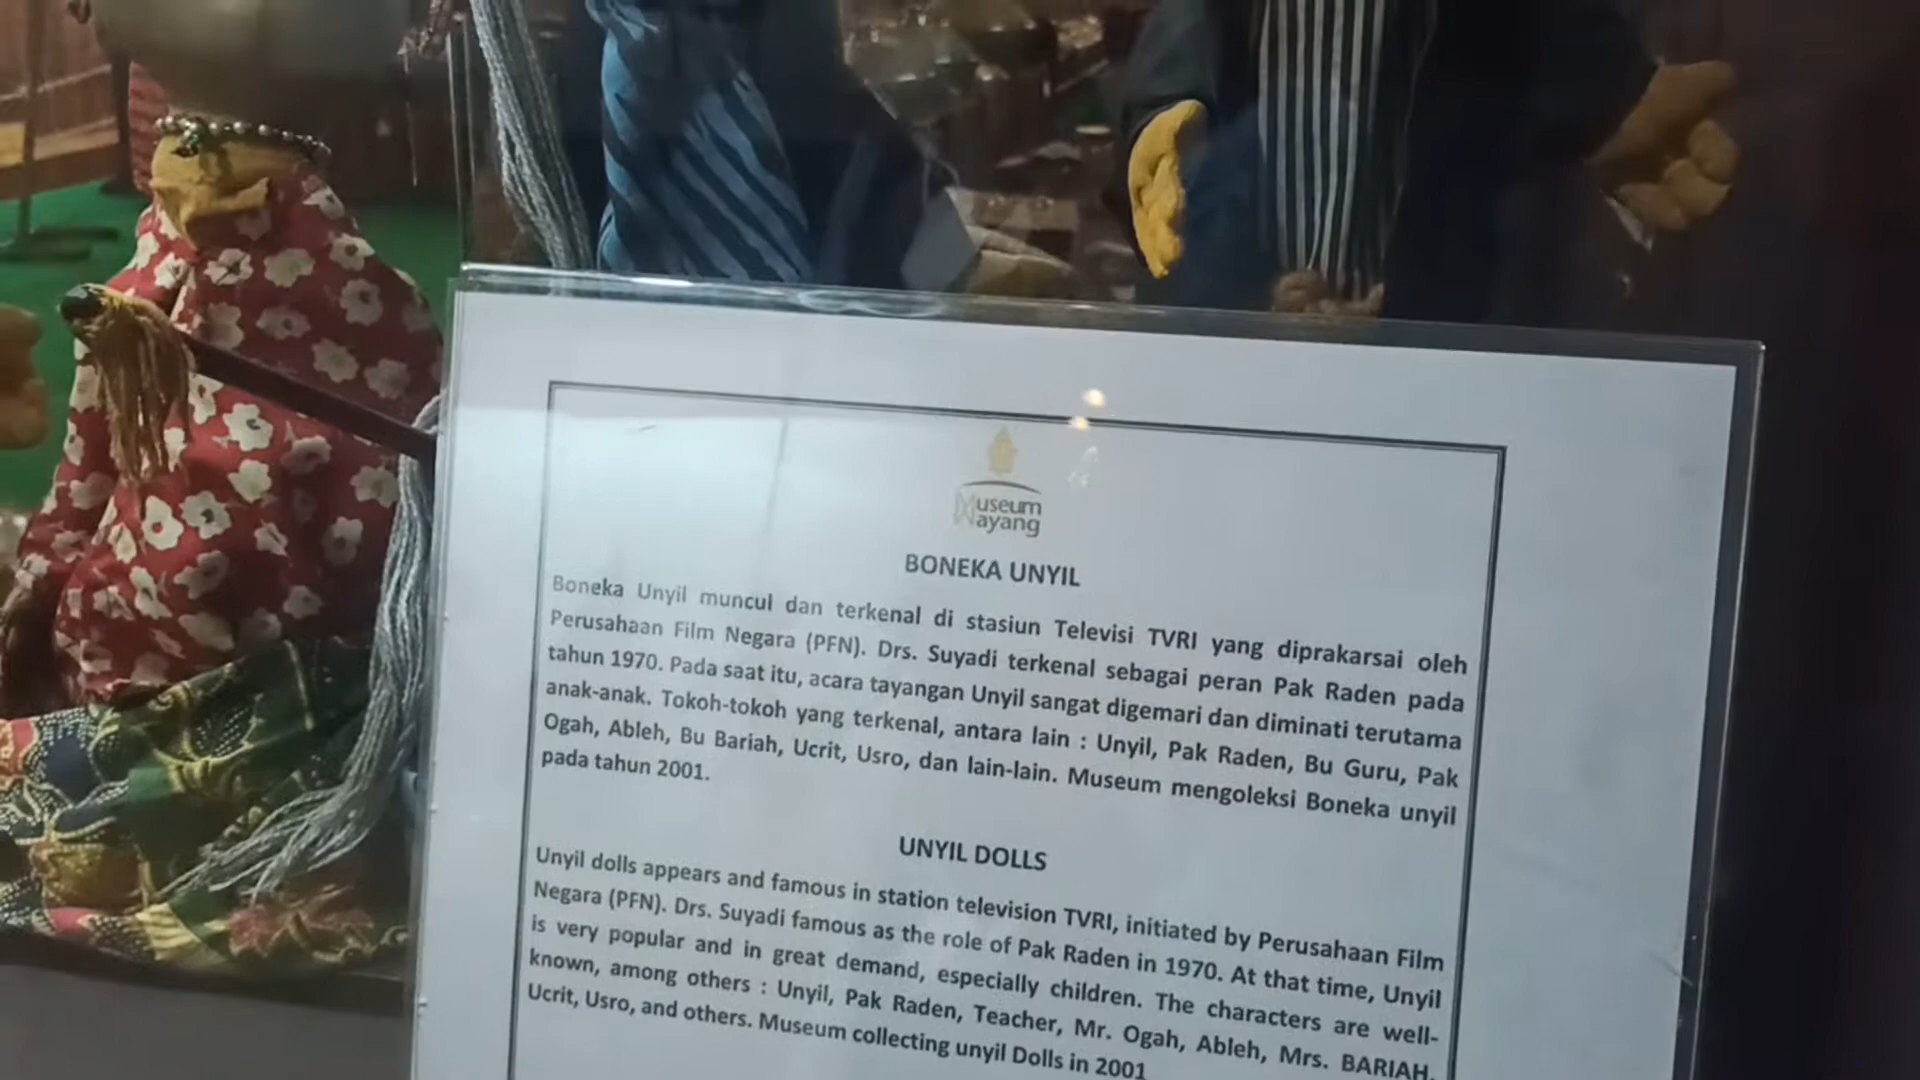 Museum
Wayang
BONEKA UNYIL
Boneka Unyil muncul dan terkenal di stasiun Televisi TVRI yang diprakarsai oleh
Perusahaan Film Negara (PFN). Drs. Suyadi terkenal sebagai peran Pak Raden pada
tahun 1970. Pada saat itu, acara tayangan Unyil sangat digemari dan diminati terutama
anak-anak. Tokoh-tokoh yang terkenal, antara lain : Unyil, Pak Raden, Bu Guru, Pak
Ogah, Ableh, Bu Bariah, Ucrit, Usro, dan lain-lain. Museum mengoleksi Boneka unyil
pada tahun 2001.
UNYIL DOLLS
Unyil dolls appears and famous in station television TVRI, initiated by Perusahaan Film
Negara (PFN). Drs. Suyadi famous as the role of Pak Raden in 1970. At that time, Unyil
is very popular and in great demand, especially children. The characters are well-
known, among others : Unyil, Pak Raden, Teacher, Mr. Ogah, Ableh, Mrs. BARIAH,
Ucrit, Usro, and others. Museum collecting unyil Dolls in 2001